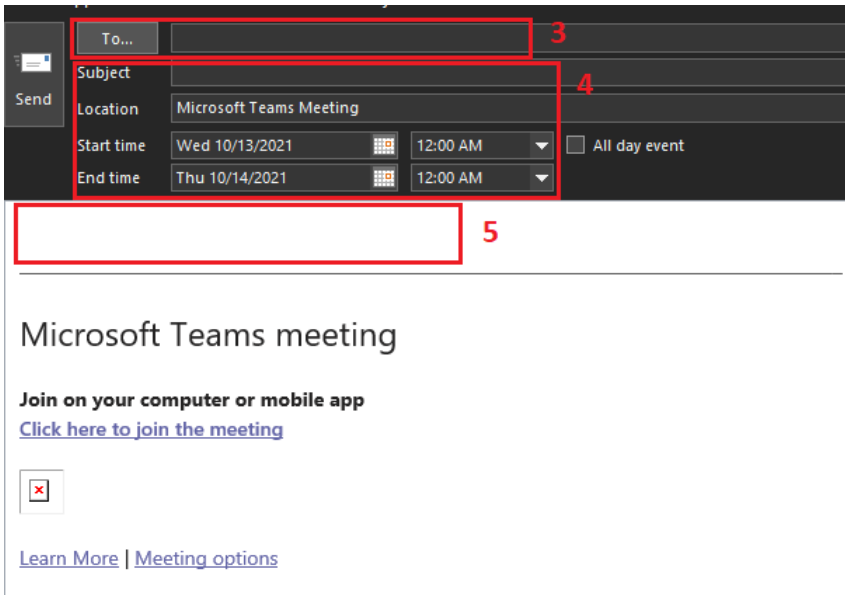 To...
3
Subject
4
Send
Location Microsoft Teams Meeting
Start time Wed 10/13/2021 12:00 AM All day event
End time Thu 10/14/2021 12:00 AM
5
Microsoft Teams meeting
Join on your computer or mobile app
Click here to join the meeting
Learn More | Meeting options